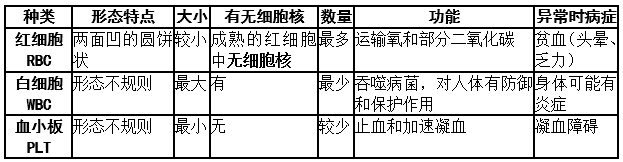 种类 形态特点 大小 有无细胞核 数量 功能 异常时病症
红细胞 两面凹的圆饼 较小 成熟的红细胞 最多 运输氧和部分二氧化碳 贫血(头晕、
RBC 状 中无细胞核 乏力)
白细胞 形态不规则 最大 有 最少 吞噬病菌，对人体有防御 身体可能有
WBC 和保护作用 炎症
血小板 形态不规则 最小 无 较少 止血和加速凝血 凝血障碍
PLT